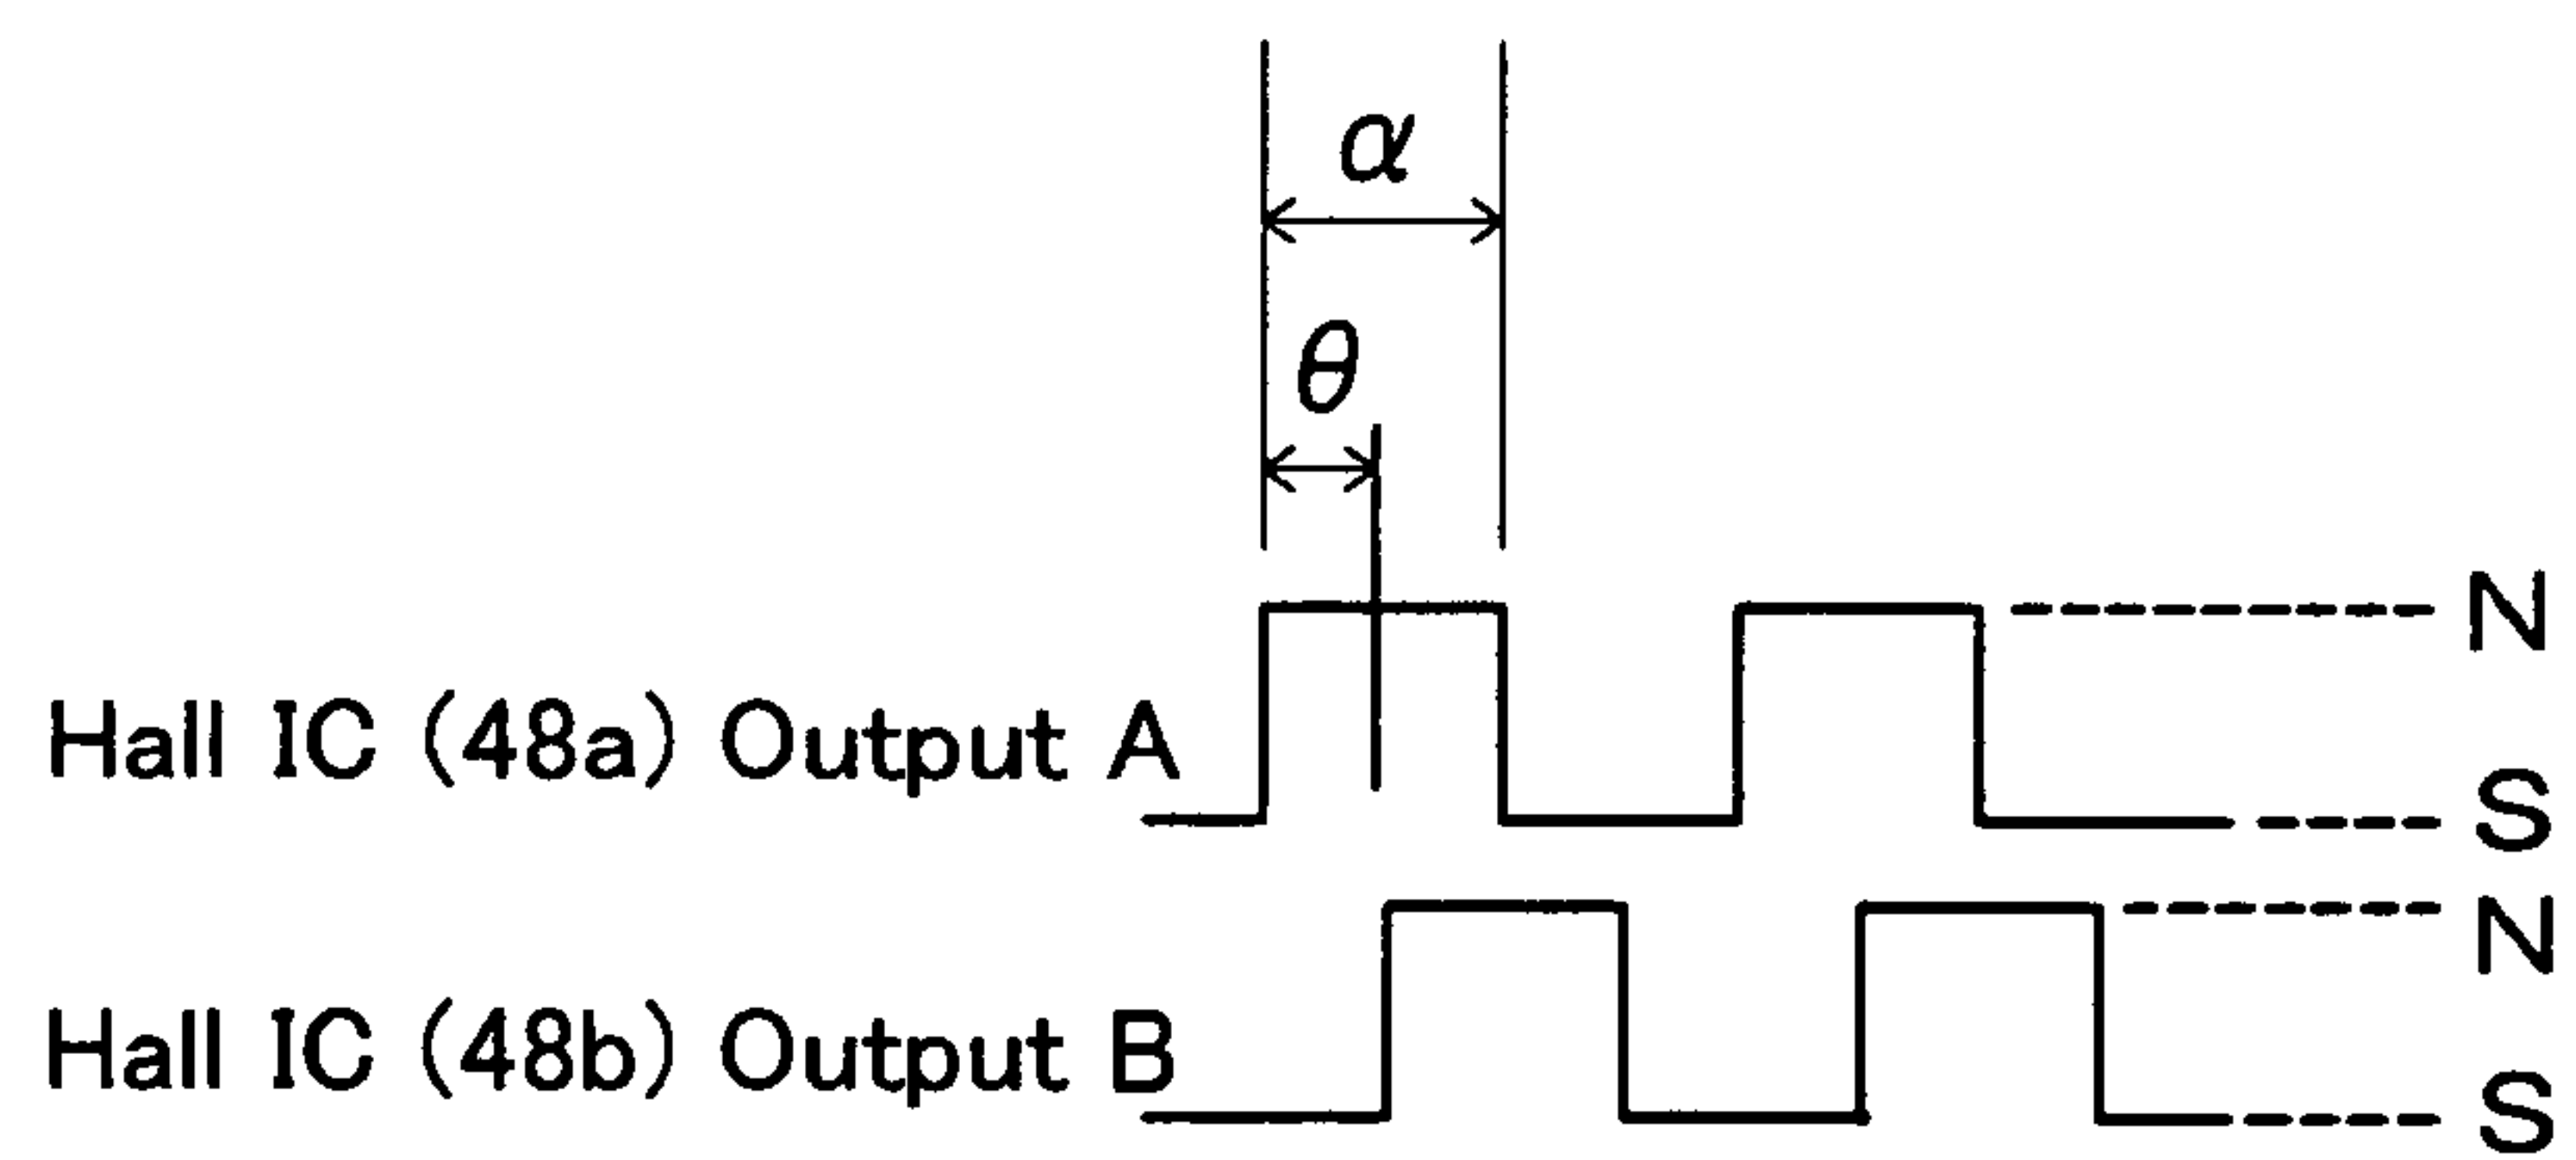 α
θ
N
Hall IC (48a) Output A
S
N
Hall IC (48b) Output B
S